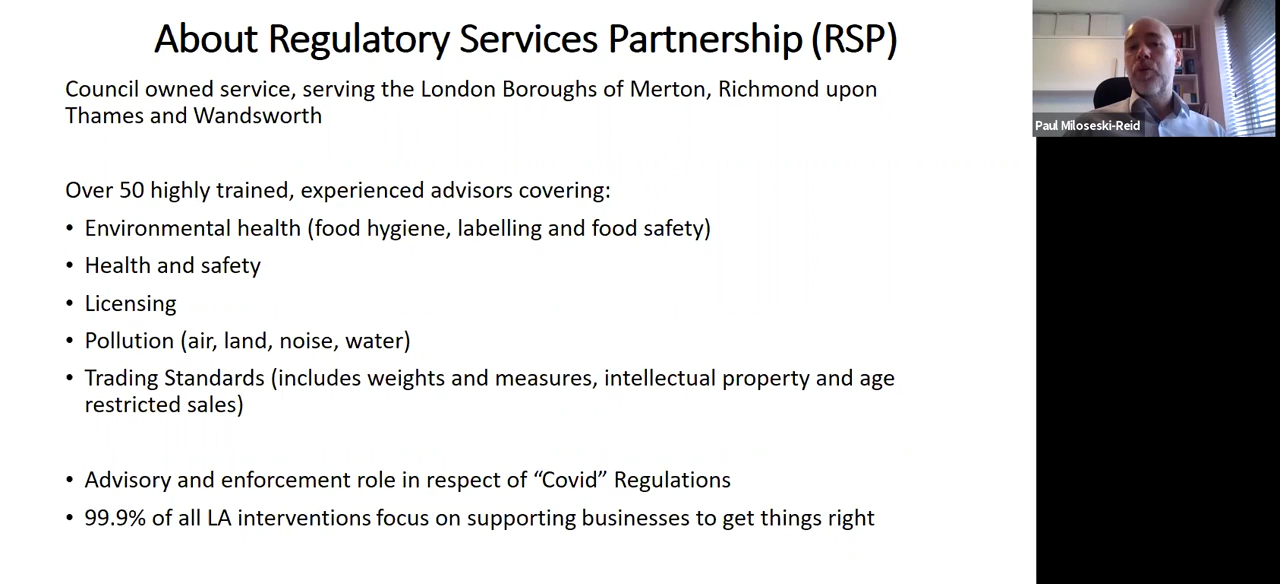 About Regulatory Services Partnership (RSP)
Council owned service, serving the London Boroughs of Merton, Richmond upon
Thames and Wandsworth
Over 50 highly trained, experienced advisors covering:
• Environmental health (food hygiene, labelling and food safety)
• Health and safety
• Licensing
• Pollution (air, land, noise, water)
• Trading Standards (includes weights and measures, intellectual property and age
restricted sales)
• Advisory and enforcement role in respect of “Covid” Regulations
• 99.9% of all LA interventions focus on supporting businesses to get things right
Paul Miloseski-Reid